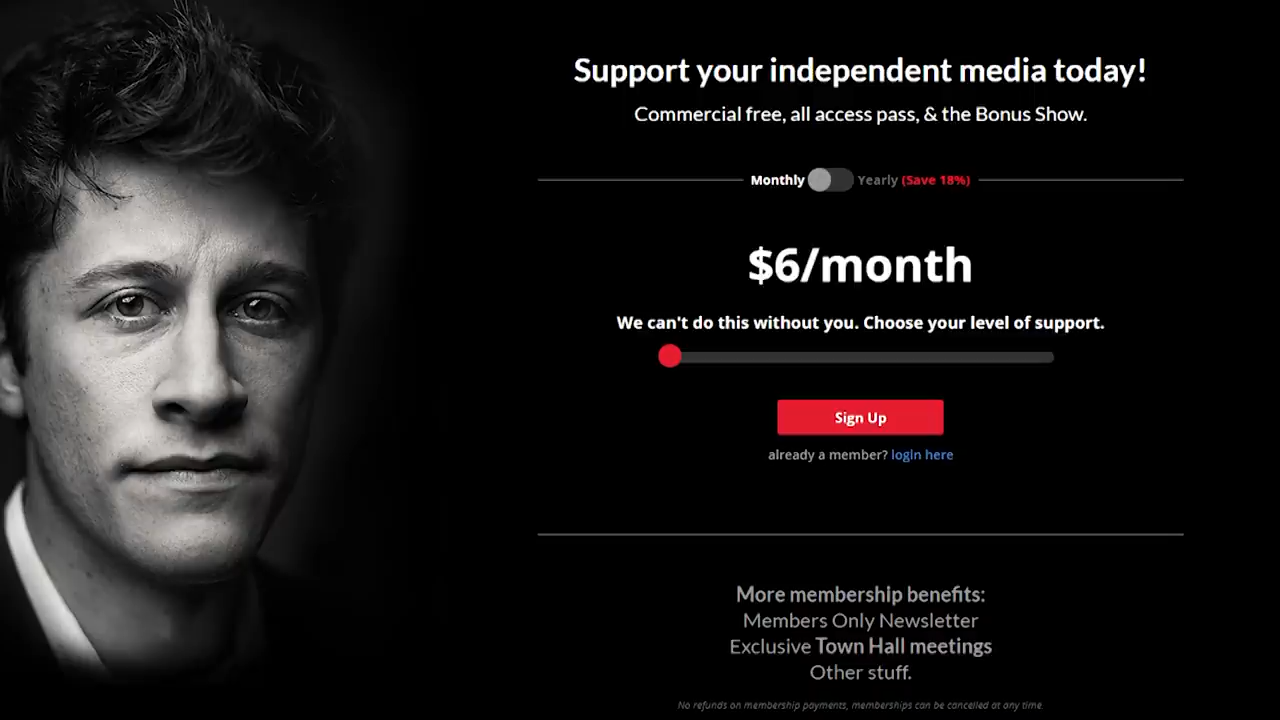 Support your independent media today!
Commercial free, all access pass, & the Bonus Show.
Monthly Yearly (Save 18%)
$6/month
We can't do this without you. Choose your level of support.
Sign Up
already a member? login here
More membership benefits:
Members Only Newsletter
Exclusive Town Hall meetings
Other stuff.
No refunds on membership payments, memberships can be cancelled at any time.